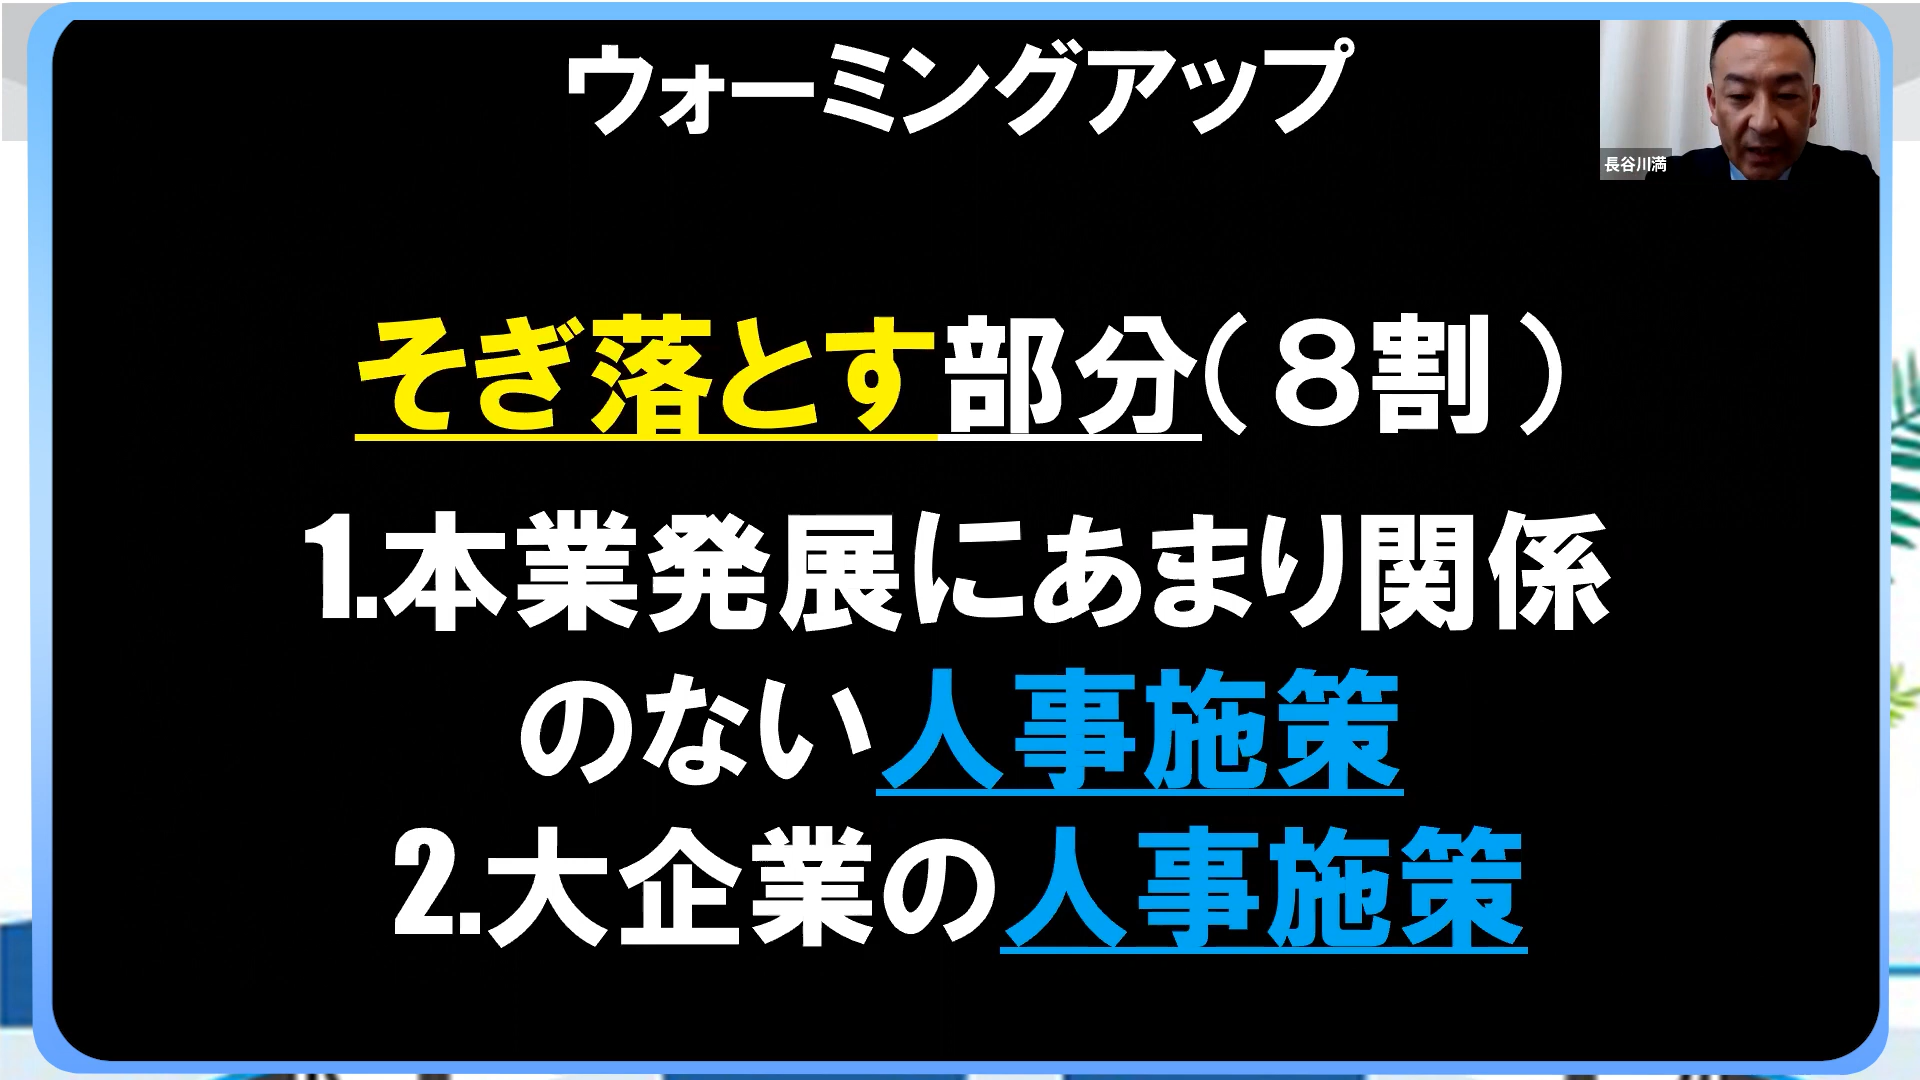 ウォーミングアップ
長谷川満
そぎ落とす部分（８割）
1.本業発展にあまり関係
のない人事施策
2.大企業の人事施策